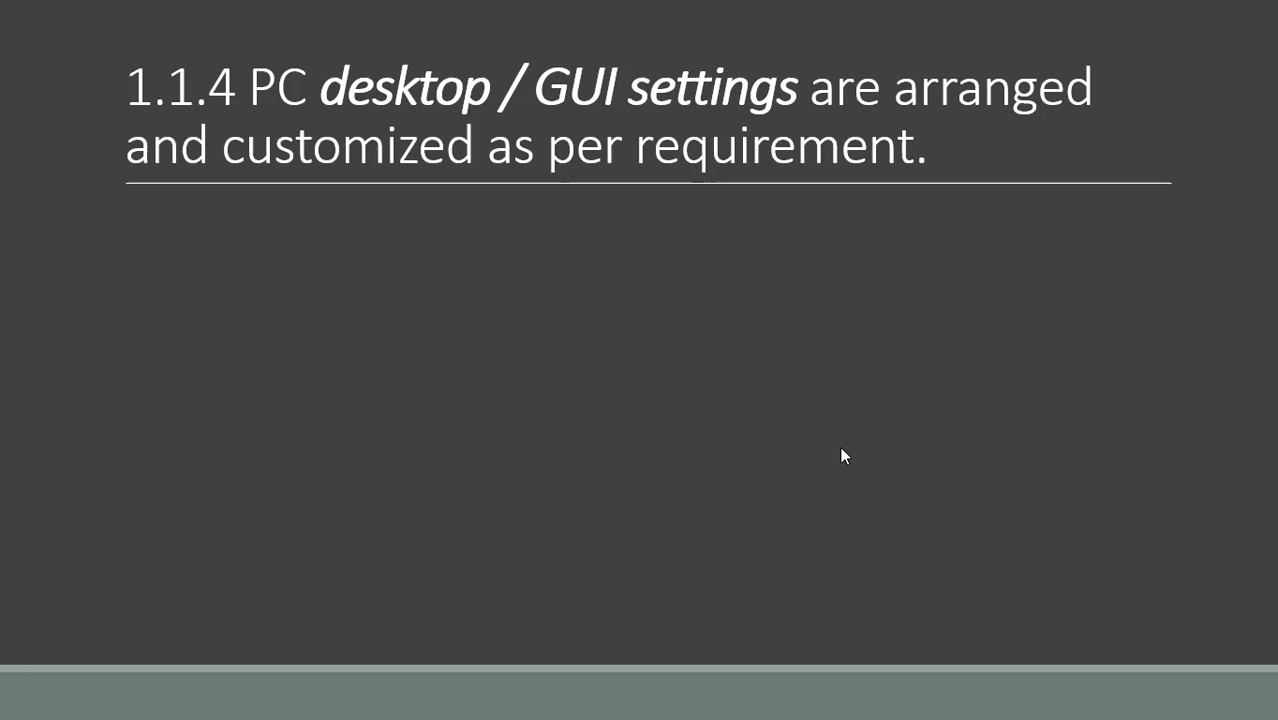 1.1.4 PC desktop / GUI settings are arranged
and customized as per requirement.